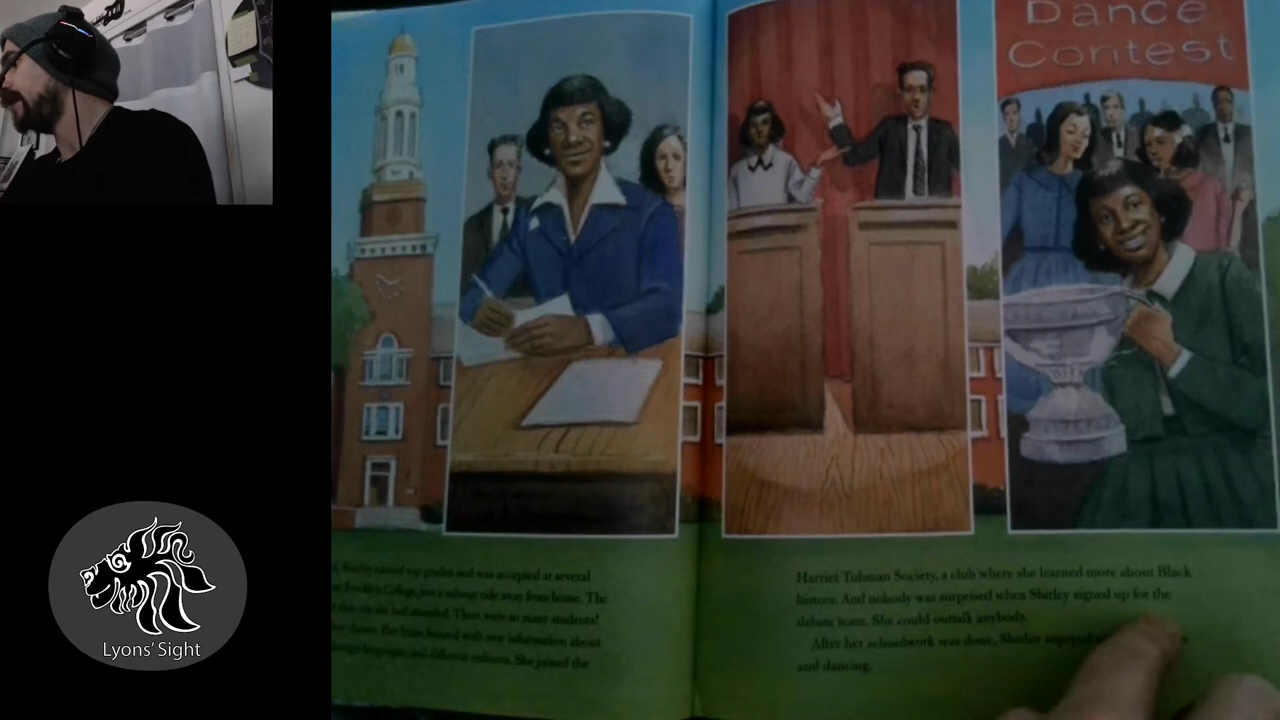 Dance
Contest
Shirley earned top grades and was accepted at several
Brooklyn College, just a subway ride away from home. The
she had attended. There were so many students!
classes. Her brain buzzed with new information about
languages and different cultures. She joined the
Harriet Tubman Society, a club where she learned more about Black
history. And nobody was surprised when Shirley signed up for the
debate team. She could outtalk anybody.
After her schoolwork was done, Shirley
and dancing.
Lyons' Sight